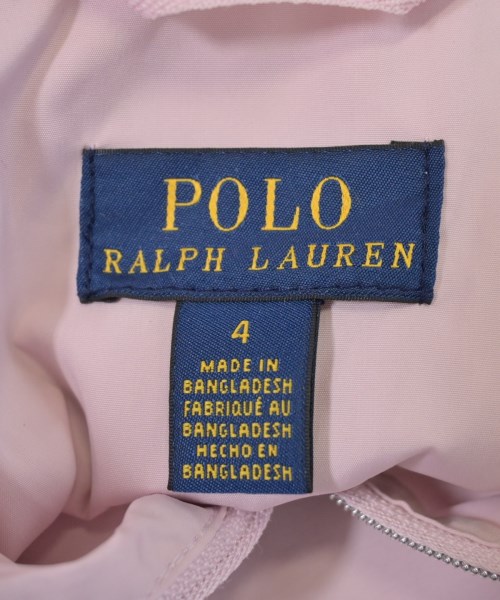 POLO
RALPH LAUREN
4
MADE IN
BANGLADESH
FABRIQUÉ AU
BANGLADESH
HECHO EN
BANGLADESH